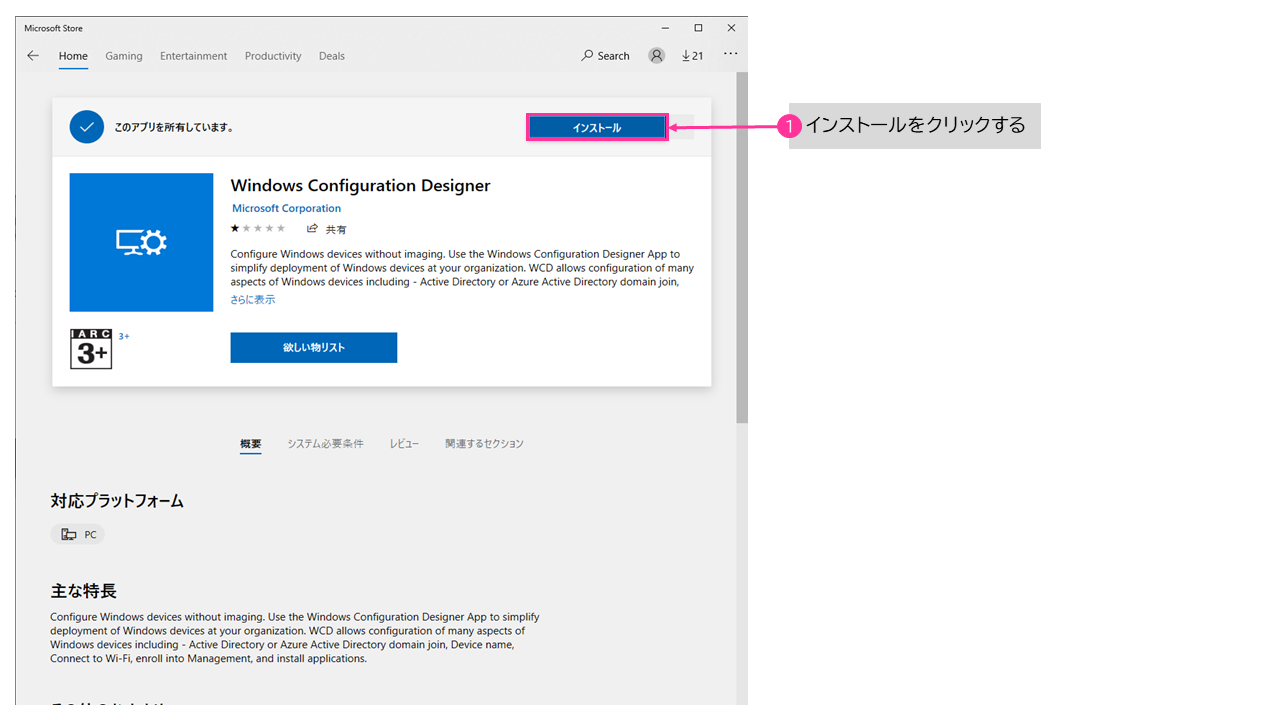 Microsoft Store
Home Gaming Entertainment Productivity Deals Search 21
このアプリを所有しています。
インストール
1 インストールをクリックする
Windows Configuration Designer
Microsoft Corporation
共有
Configure Windows devices without imaging. Use the Windows Configuration Designer App to
simplify deployment of Windows devices at your organization. WCD allows configuration of many
aspects of Windows devices including - Active Directory or Azure Active Directory domain join,
さらに表示
IARC
3+
3+
欲しい物リスト
概要 システム必要条件 レビュー 関連するセクション
対応プラットフォーム
PC
主な特長
Configure Windows devices without imaging. Use the Windows Configuration Designer App to simplify
deployment of Windows devices at your organization. WCD allows configuration of many aspects of
Windows devices including - Active Directory or Azure Active Directory domain join, Device name,
Connect to Wi-Fi, enroll into Management, and install applications.